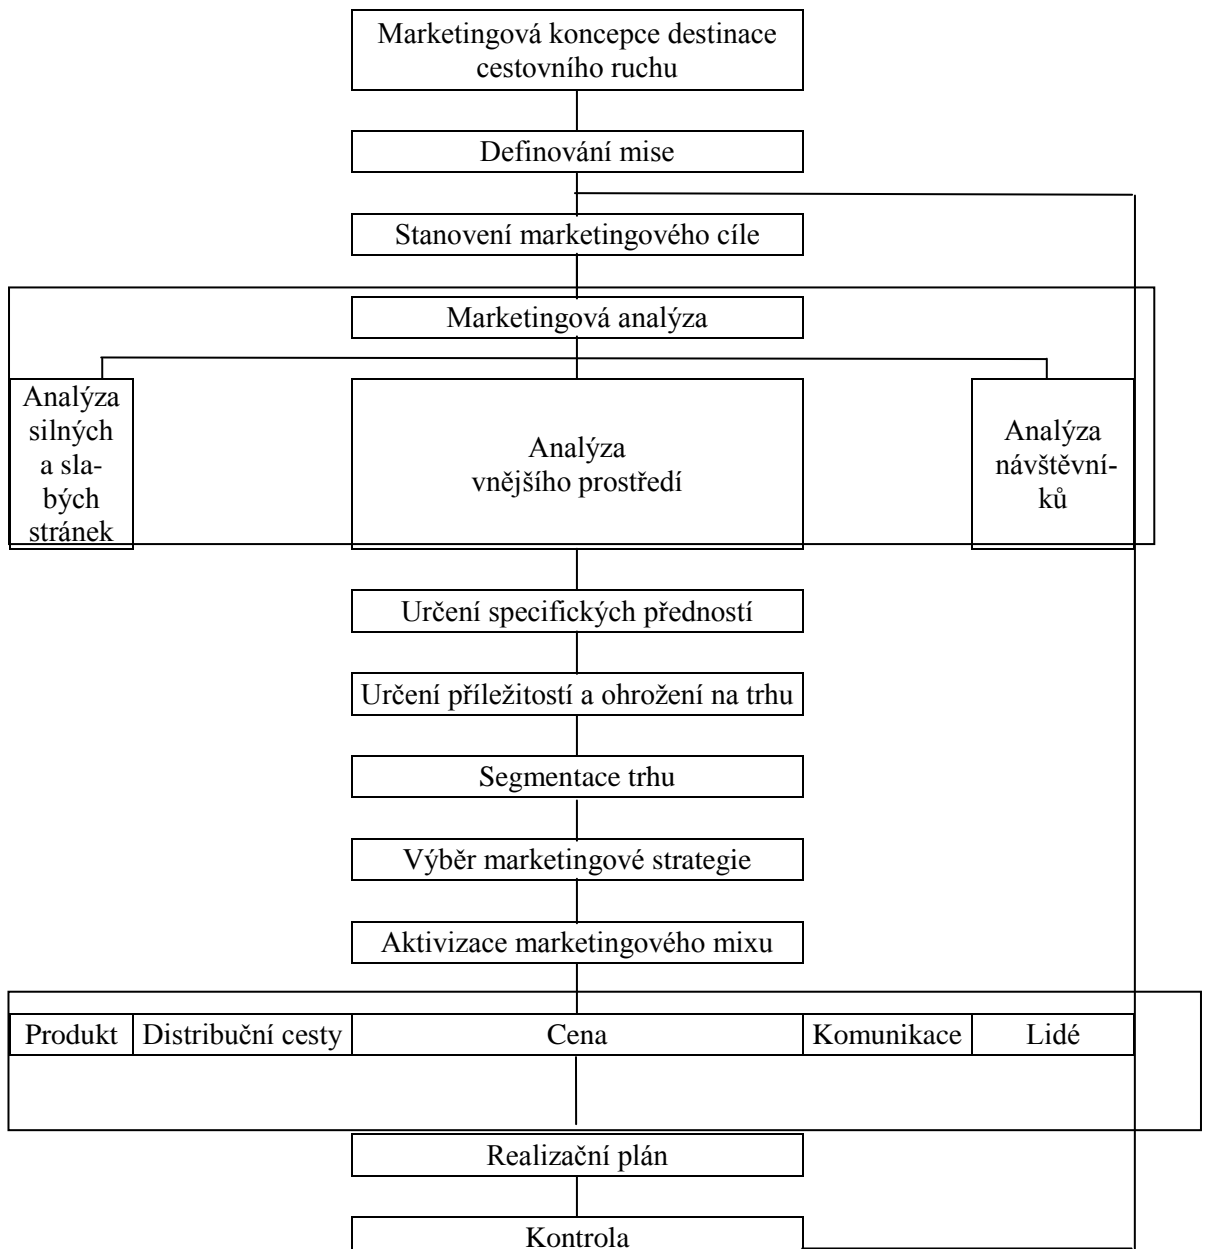 Marketingová koncepce destinace
cestovního ruchu
Definování mise
Stanovení marketingového cíle
Marketingová analýza
Analýza
silných
a sla-
bých
stránek
Analýza
vnějšího prostředí
Analýza
návštěvní-
ků
Určení specifických předností
Určení příležitostí a ohrožení na trhu
Segmentace trhu
Výběr marketingové strategie
Aktivizace marketingového mixu
Produkt
Distribuční cesty
Cena
Komunikace
Lidé
Realizační plán
Kontrola